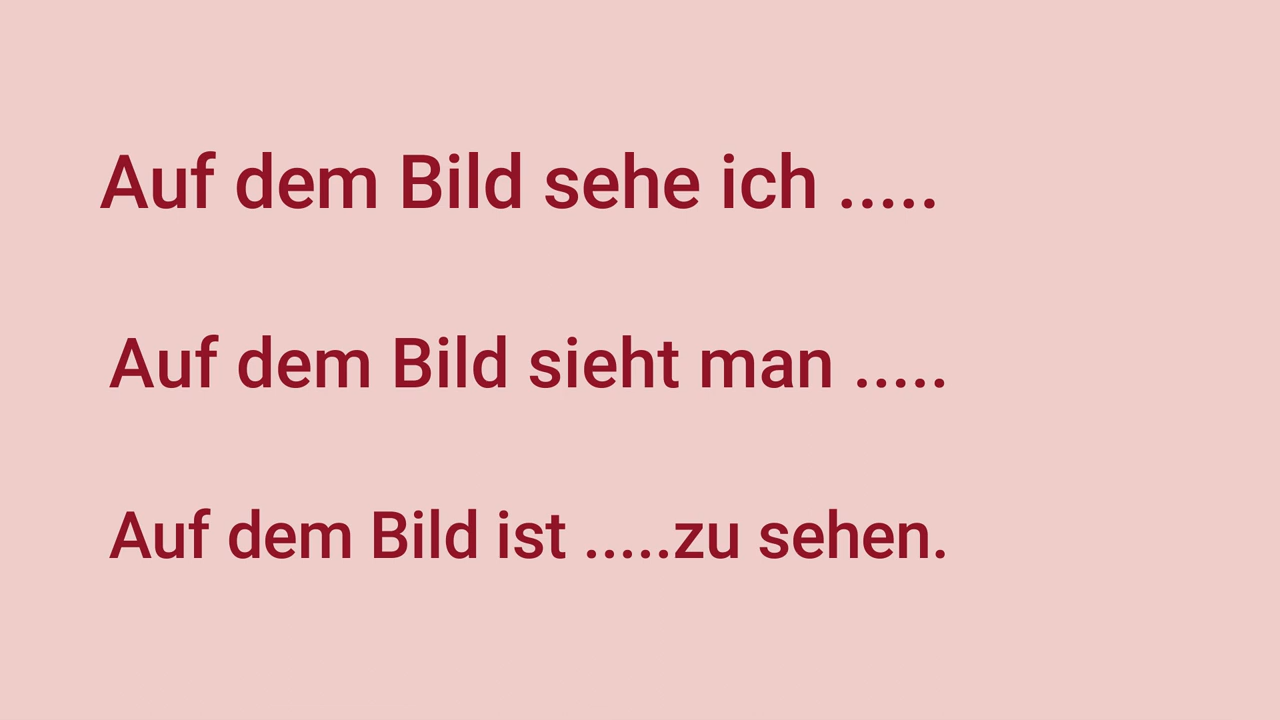 Auf dem Bild sehe ich .....
Auf dem Bild sieht man .....
Auf dem Bild ist .....zu sehen.